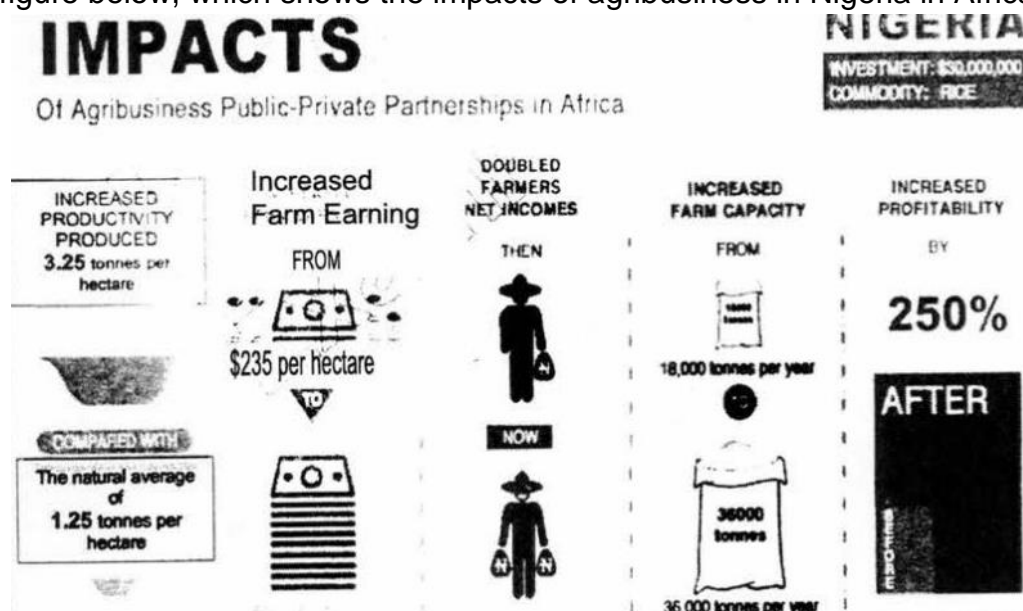 figure below, which shows the impacts of agribusiness in Nigeria in Africa
IMPACTS
Of Agribusiness Public-Private Partnerships in Africa
NIGERIA
INVESTMENT: $30,000,000
COMMODITY: RICE
INCREASED
PRODUCTIVITY
PRODUCED
3.25 tonnes per
hectare
COMPARED WITH
The natural average
of
1.25 tonnes per
hectare
Increased
Farm Earning
FROM
$235 per hectare
TO
DOUBLED
FARMERS
NET INCOMES
THEN
N
NOW
N N
INCREASED
FARM CAPACITY
FROM
18000
tonnes
18,000 tonnes per year
TO
36000
tonnes
36,000 tonnes per year
INCREASED
PROFITABILITY
BY
250%
AFTER
BEFORE